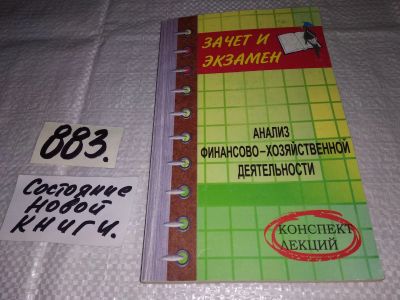 ЗАЧЕТ И
ЭКЗАМЕН
АНАЛИЗ
ФИНАНСОВО-ХОЗЯЙСТВЕННОЙ
ДЕЯТЕЛЬНОСТИ
КОНСПЕКТ
ЛЕКЦИЙ
883.
Состояние
новой
книги.